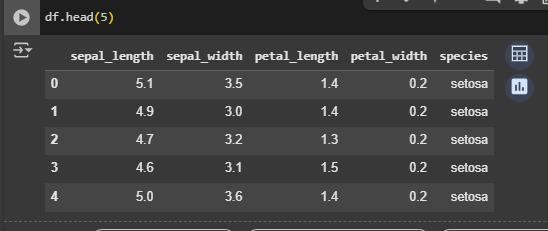 df.head(5)
sepal_length sepal_width petal_length petal_width species
0 5.1 3.5 1.4 0.2 setosa
1 4.9 3.0 1.4 0.2 setosa
2 4.7 3.2 1.3 0.2 setosa
3 4.6 3.1 1.5 0.2 setosa
4 5.0 3.6 1.4 0.2 setosa